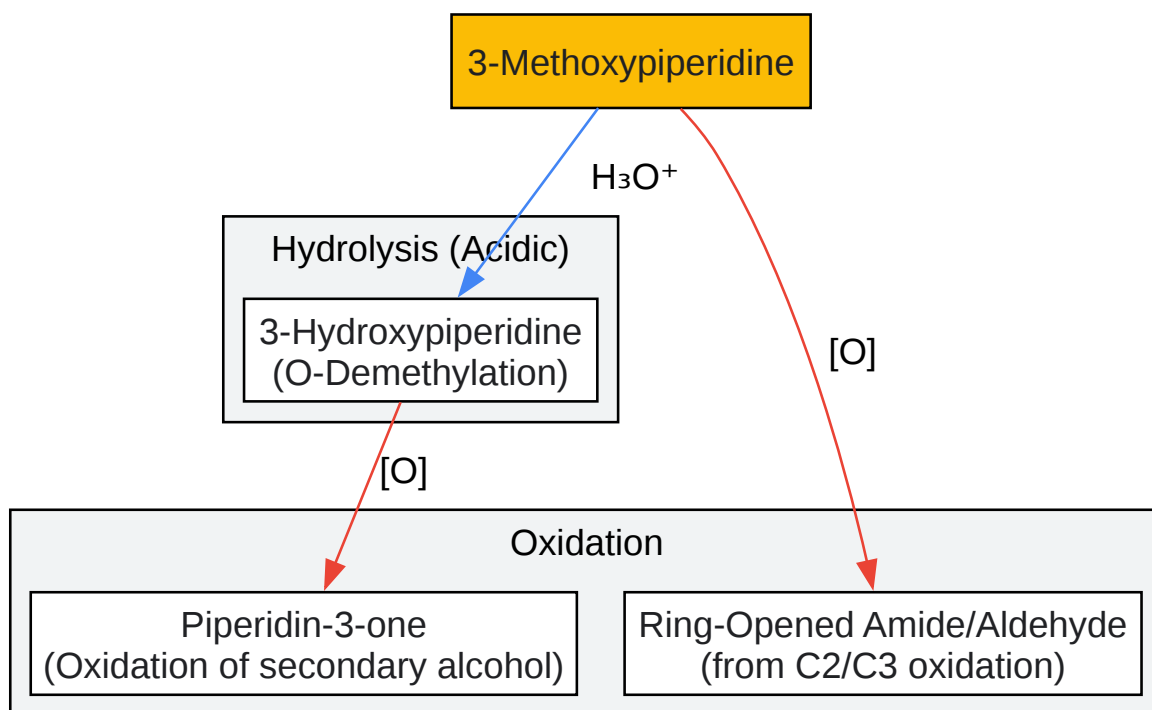 3-Methoxypiperidine
H₃O⁺
Hydrolysis (Acidic)
3-Hydroxypiperidine
(O-Demethylation)
[O]
[O]
Oxidation
Piperidin-3-one
(Oxidation of secondary alcohol)
Ring-Opened Amide/Aldehyde
(from C2/C3 oxidation)